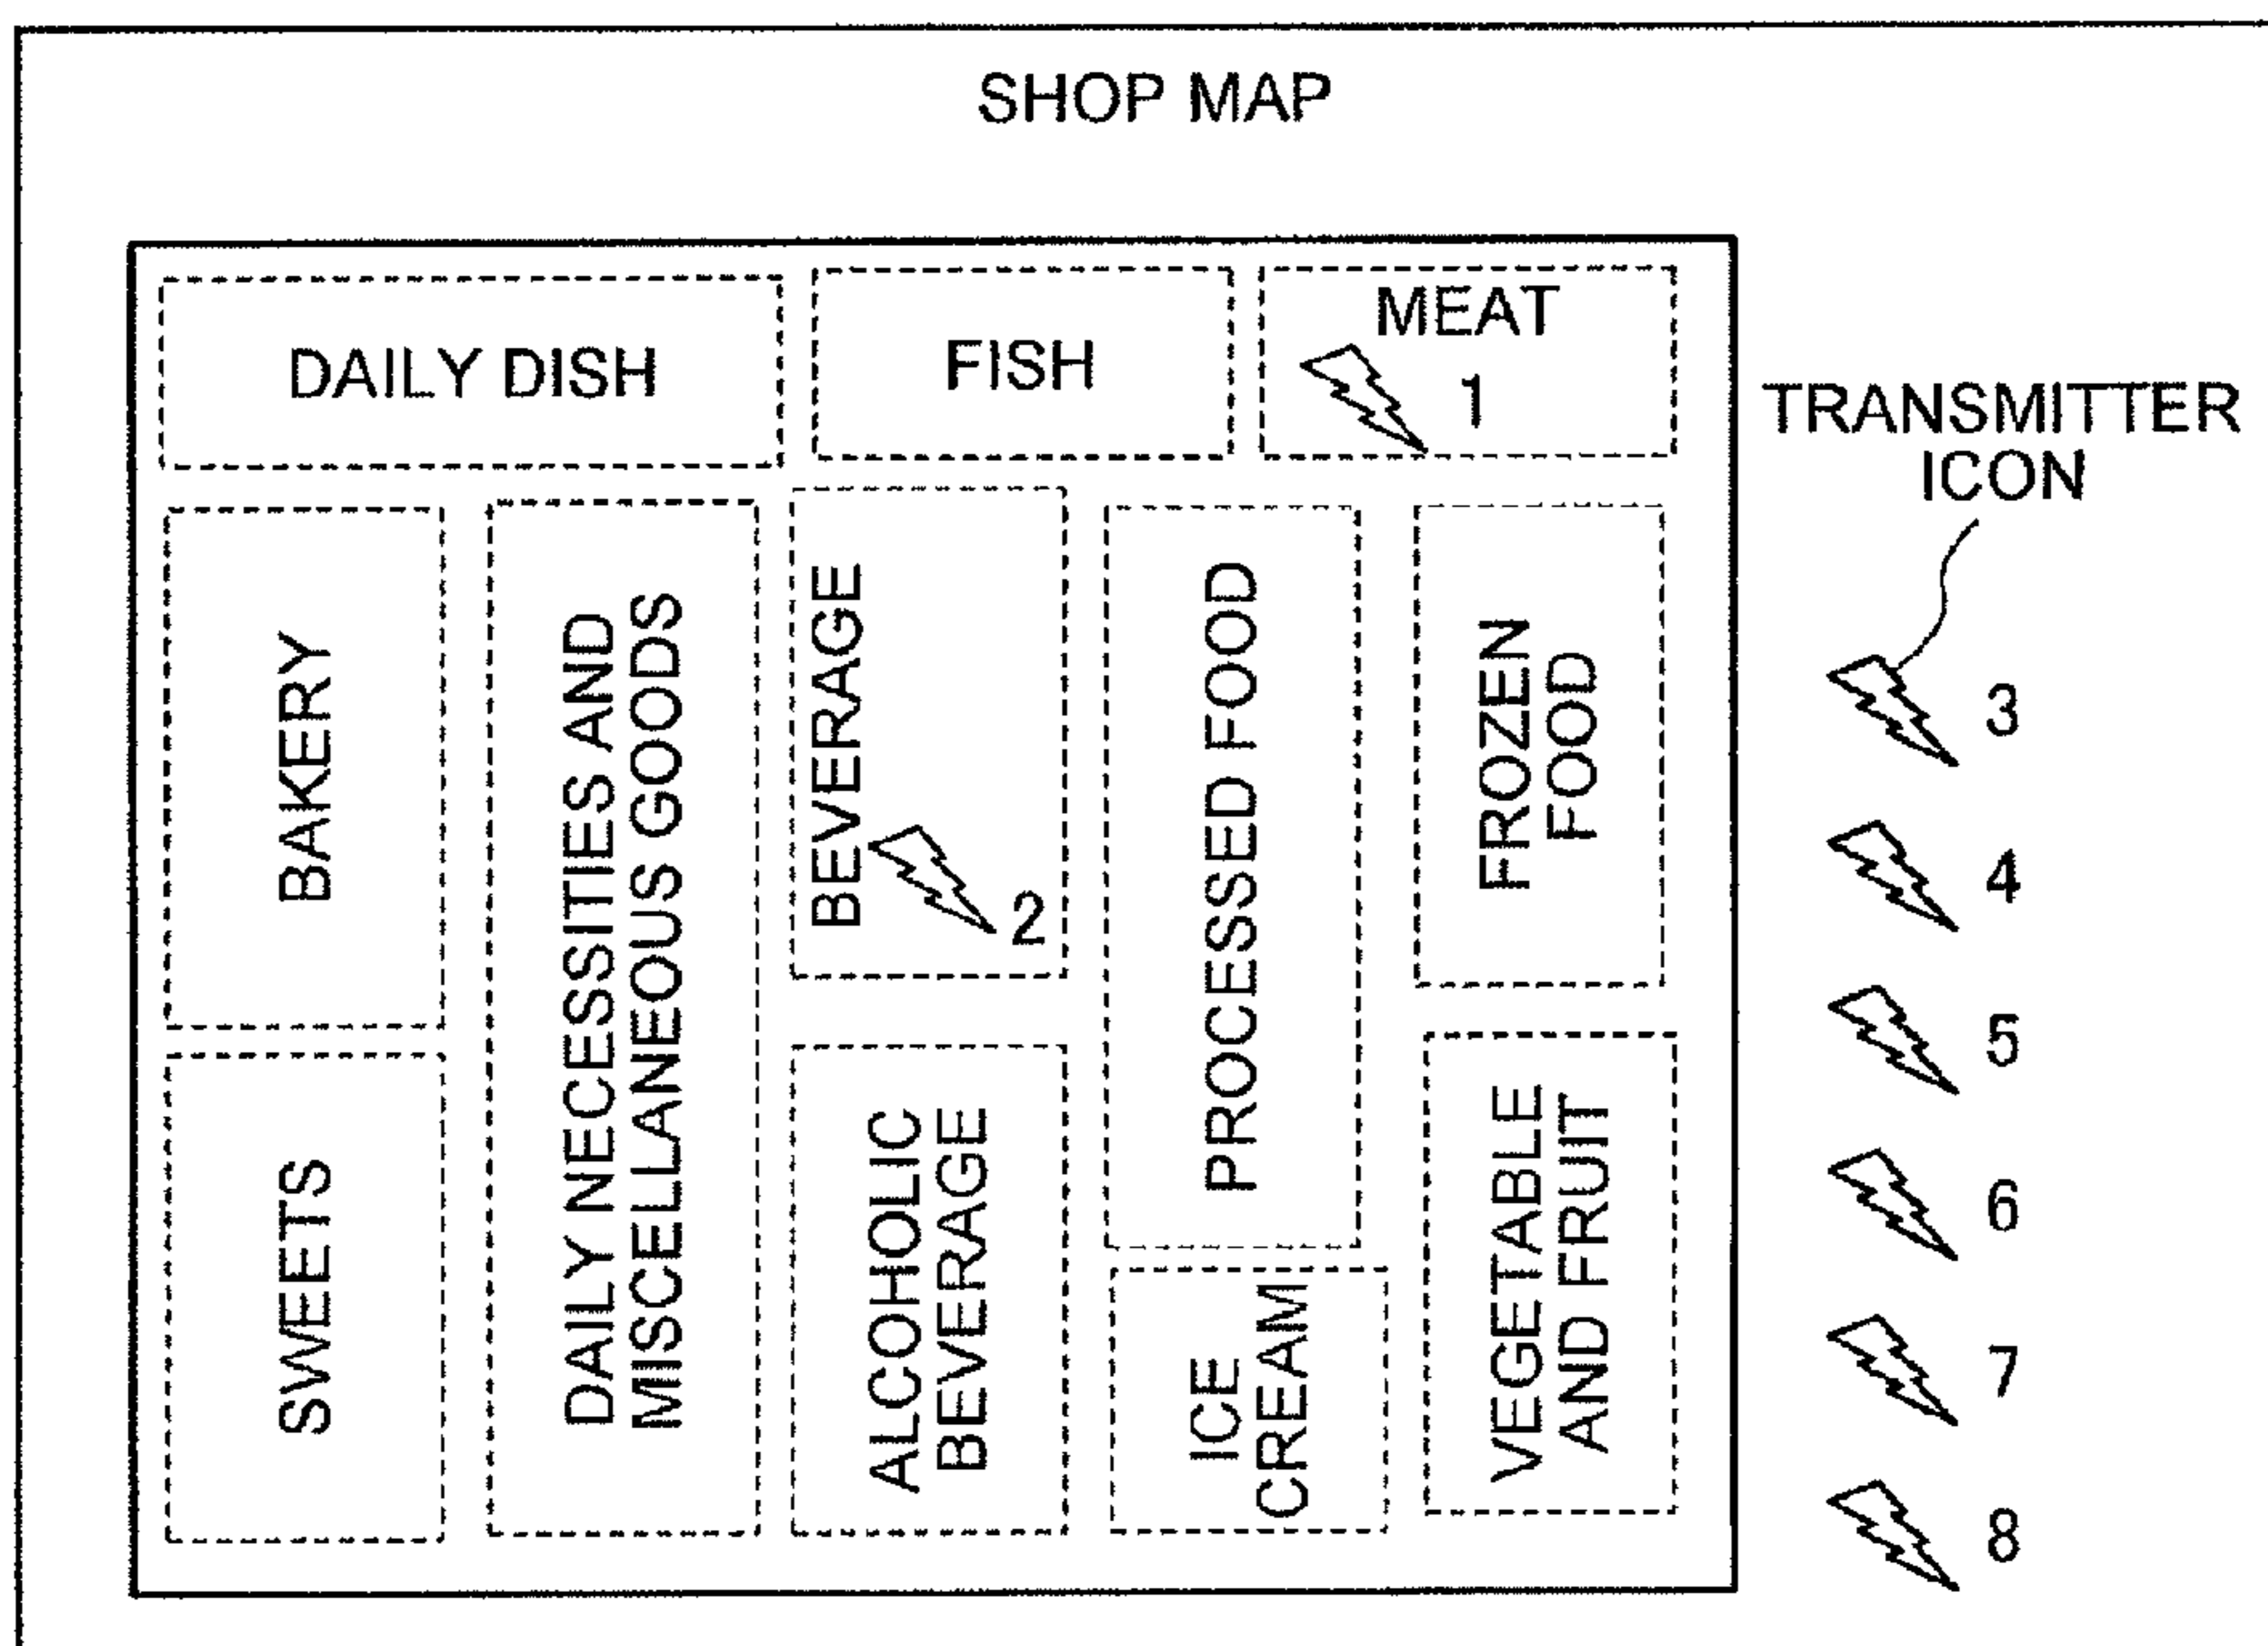 SHOP MAP
DAILY DISH
FISH
MEAT
1
TRANSMITTER
ICON
BAKERY
DAILY NECESSITIES AND
MISCELLANEOUS GOODS
BEVERAGE
2
PROCESSED FOOD
FROZEN
FOOD
SWEETS
ALCOHOLIC
BEVERAGE
ICE
CREAM
VEGETABLE
AND FRUIT
3
4
5
6
7
8